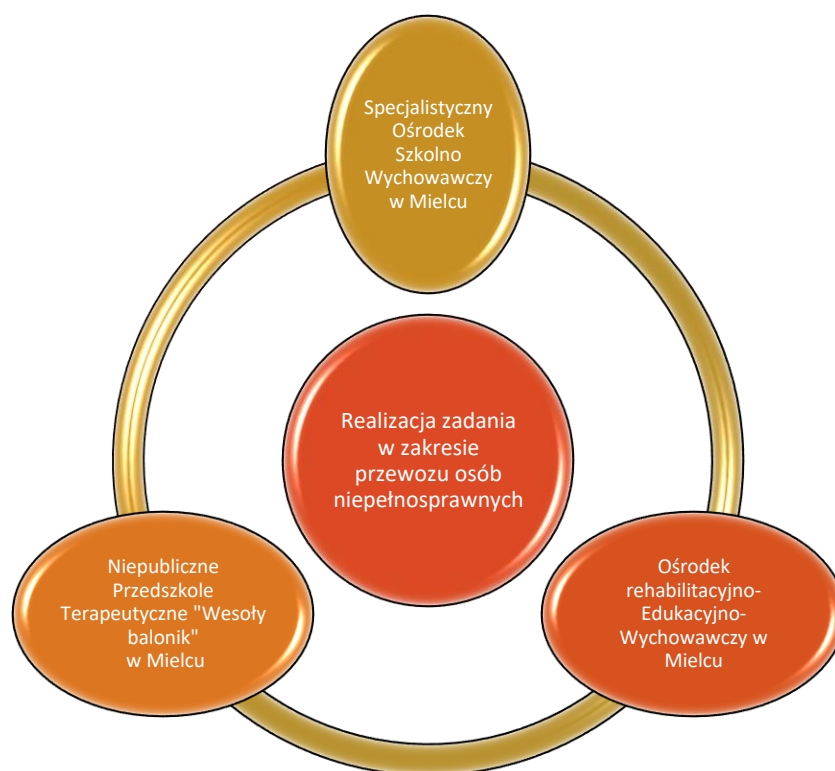 Specjalistyczny
Ośrodek
Szkolno
Wychowawczy
w Mielcu
Realizacja zadania
w zakresie
przewozu osób
niepełnosprawnych
Niepubliczne
Przedszkole
Terapeutyczne "Wesoły
balonik"
w Mielcu
Ośrodek
rehabilitacyjno-
Edukacyjno-
Wychowawczy w
Mielcu